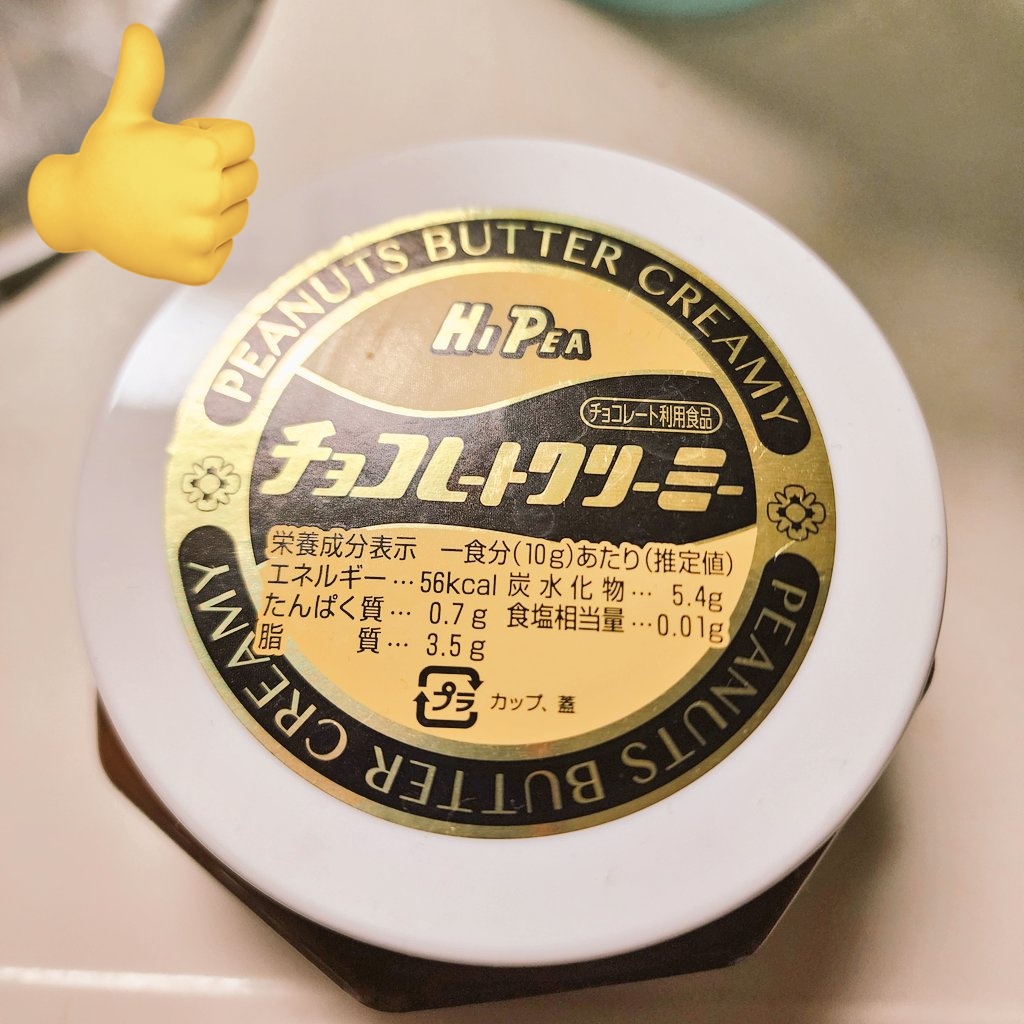 PEANUTS BUTTER CREAMY
HI PEA
チョコレート利用食品
チョコレートクリーミー
栄養成分表示 一食分(10g)あたり(推定値)
エネルギー… 56kcal 炭水化物… 5.4g
たんぱく質… 0.7g 食塩相当量…0.01g
脂 質… 3.5g
プラ カップ、蓋
PEANUTS BUTTER CREAMY